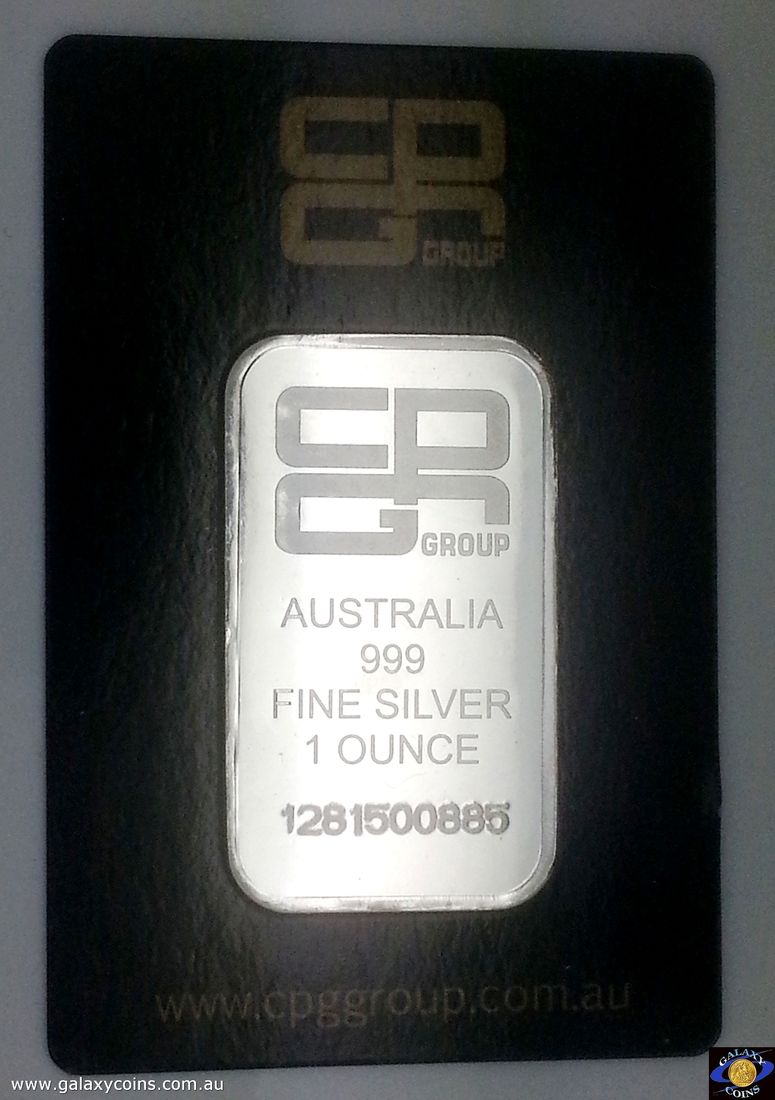 CPG
GROUP
CPG
GROUP
AUSTRALIA
999
FINE SILVER
1 OUNCE
1281500885
www.cpggroup.com.au
www.galaxycoins.com.au
GALAXY
COINS